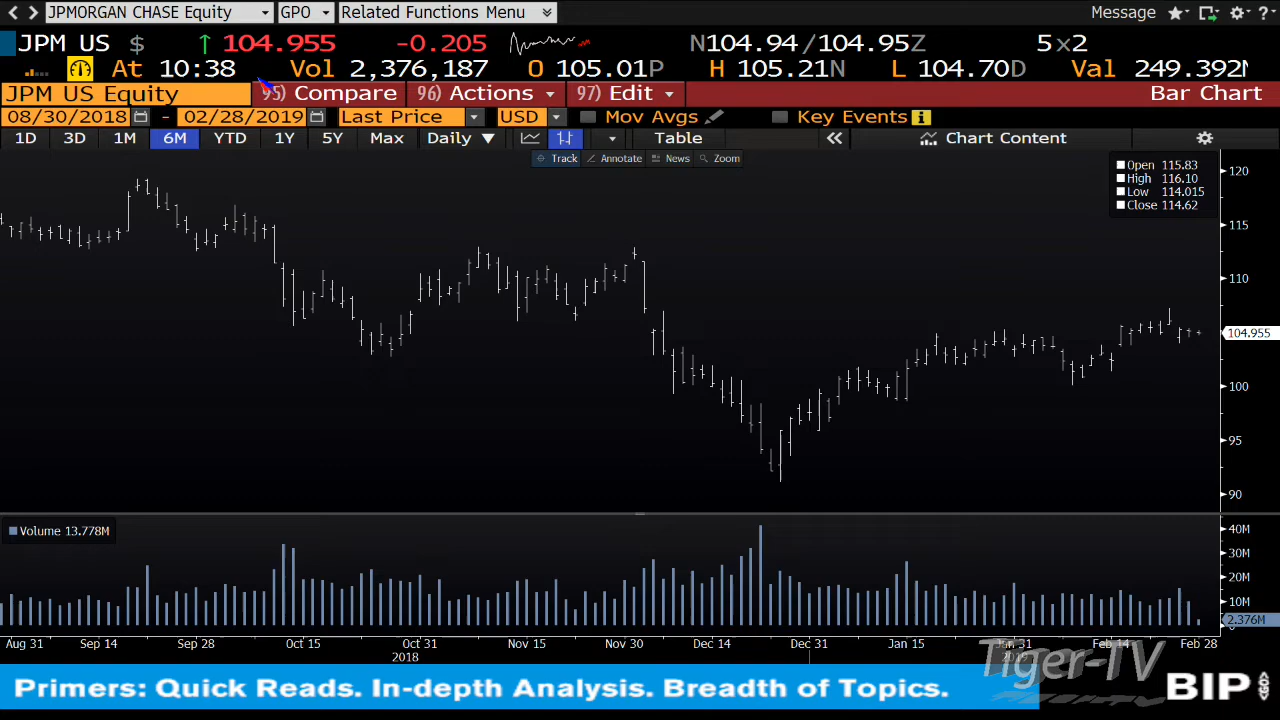 JPMORGAN CHASE Equity GPO Related Functions Menu Message ?
JPM US $ ↑ 104.955 -0.205 N104.94/104.95Z 5x2
At 10:38 Vol 2,376,187 O 105.01P H 105.21N L 104.70D Val 249.392M
JPM US Equity 95) Compare 96) Actions 97) Edit Bar Chart
08/30/2018 - 02/28/2019 Last Price USD Mov Avgs Key Events i
1D 3D 1M 6M YTD 1Y 5Y Max Daily ▼ Table « Chart Content
Track Annotate News Zoom
Open 115.83
High 116.10
Low 114.015
Close 114.62
120
115
110
104.955
100
95
90
Volume 13.778M
40M
30M
20M
10M
2.376M
0
Aug 31 Sep 14 Sep 28 Oct 15 Oct 31 Nov 15 Nov 30 Dec 14 Dec 31 Jan 15 Jan 31 Feb 14 Feb 28
2018 2019
Tiger-TV
Primers: Quick Reads. In-depth Analysis. Breadth of Topics.
BIP GO